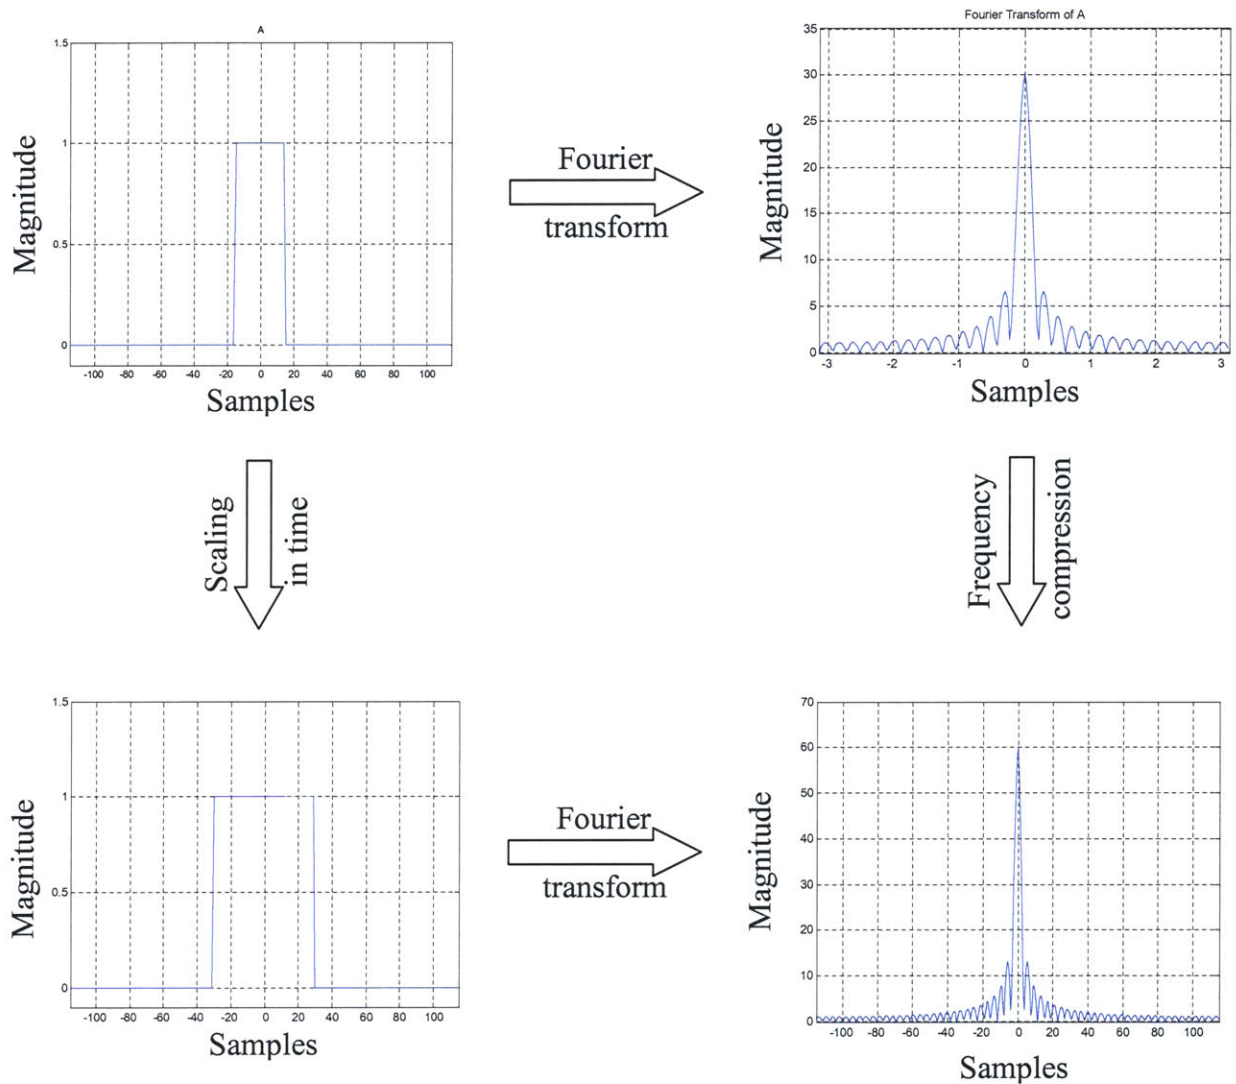 A
1.5
1
0.5
0
-100 -80 -60 -40 -20 0 20 40 60 80 100
Magnitude
Samples
Fourier
transform
Fourier Transform of A
35
30
25
20
15
10
5
0
-3 -2 -1 0 1 2 3
Magnitude
Samples
Scaling
in time
Frequency
compression
1.5
1
0.5
0
-100 -80 -60 -40 -20 0 20 40 60 80 100
Magnitude
Samples
Fourier
transform
70
60
50
40
30
20
10
0
-100 -80 -60 -40 -20 0 20 40 60 80 100
Magnitude
Samples